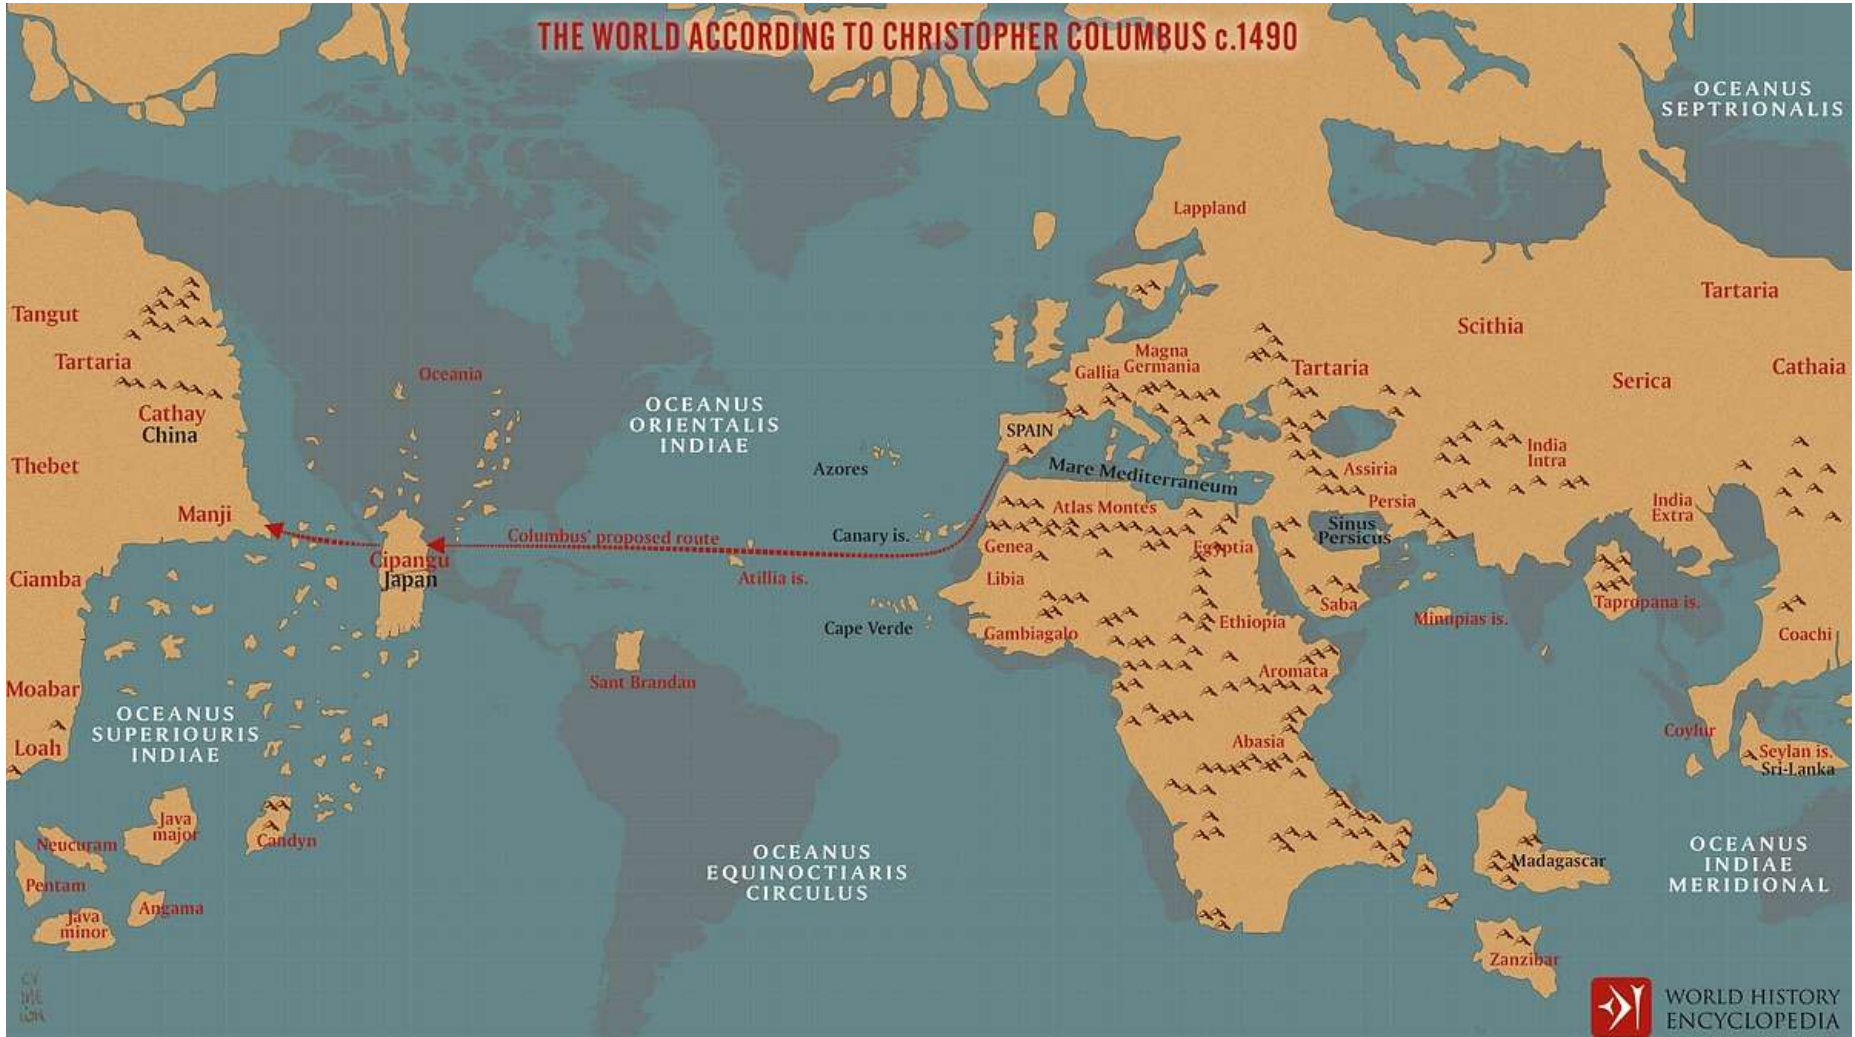 THE WORLD ACCORDING TO CHRISTOPHER COLUMBUS c.1490
OCEANUS
SEPTRIONALIS
Lappland
Tangut
Tartaria
Cathay
China
Thebet
Manji
Ciamba
Moabar
Loah
OCEANUS
SUPERIOURIS
INDIAE
Neucuram
Java
major
Candyn
Pentam
Java
minor
Angama
Oceania
OCEANUS
ORIENTALIS
INDIAE
Cipangu
Japan
Columbus' proposed route
Atillia is.
Sant Brandan
Azores
Canary is.
Cape Verde
OCEANUS
EQUINOCTIARIS
CIRCULUS
SPAIN
Gallia
Magna
Germania
Mare Mediterraneum
Atlas Montes
Genea
Libia
Gambiagalo
Egyptia
Ethiopia
Aromata
Abasia
Tartaria
Assiria
Persia
Sinus
Persicus
Saba
Scithia
Tartaria
Serica
Cathaia
India
Intra
India
Extra
Minupias is.
Tapropana is.
Coachi
Coylur
Seylan is.
Sri-Lanka
Madagascar
Zanzibar
OCEANUS
INDIAE
MERIDIONAL
WORLD HISTORY
ENCYCLOPEDIA